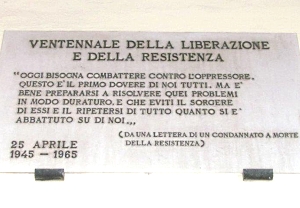 VENTENNALE DELLA LIBERAZIONE
E DELLA RESISTENZA
"OGGI BISOGNA COMBATTERE CONTRO L'OPPRESSORE.
QUESTO E' IL PRIMO DOVERE DI NOI TUTTI. MA E'
BENE PREPARARSI A RISOLVERE QUEI PROBLEMI
IN MODO DURATURO, E CHE EVITI IL SORGERE
DI ESSI E IL RIPETERSI DI TUTTO QUANTO SI E'
ABBATTUTO SU DI NOI.„
(DA UNA LETTERA DI UN CONDANNATO A MORTE
DELLA RESISTENZA)
25 APRILE
1945 - 1965